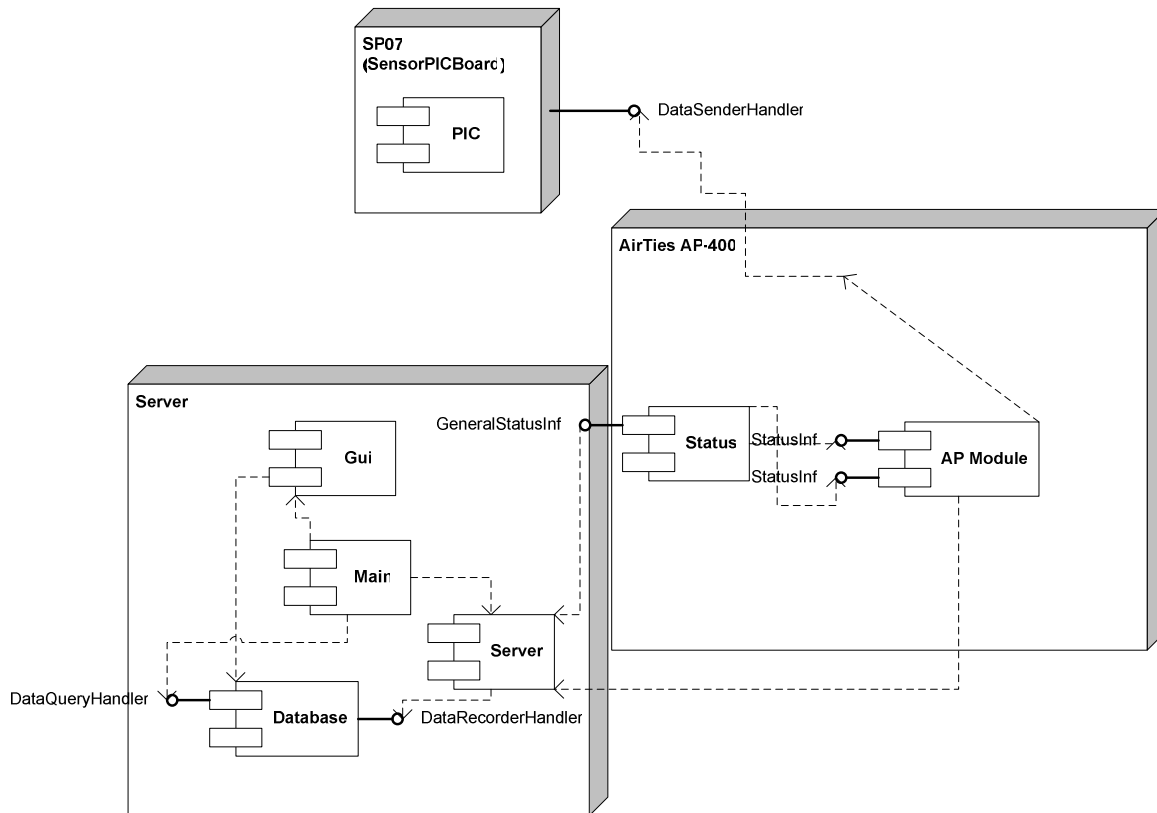 SP07
(SensorPICBoard)
PIC
DataSenderHandler
AirTies AP-400
Server
GeneralStatusInf
Status
StatusInf
StatusInf
AP Module
Gui
Main
Server
DataQueryHandler
Database
DataRecorderHandler